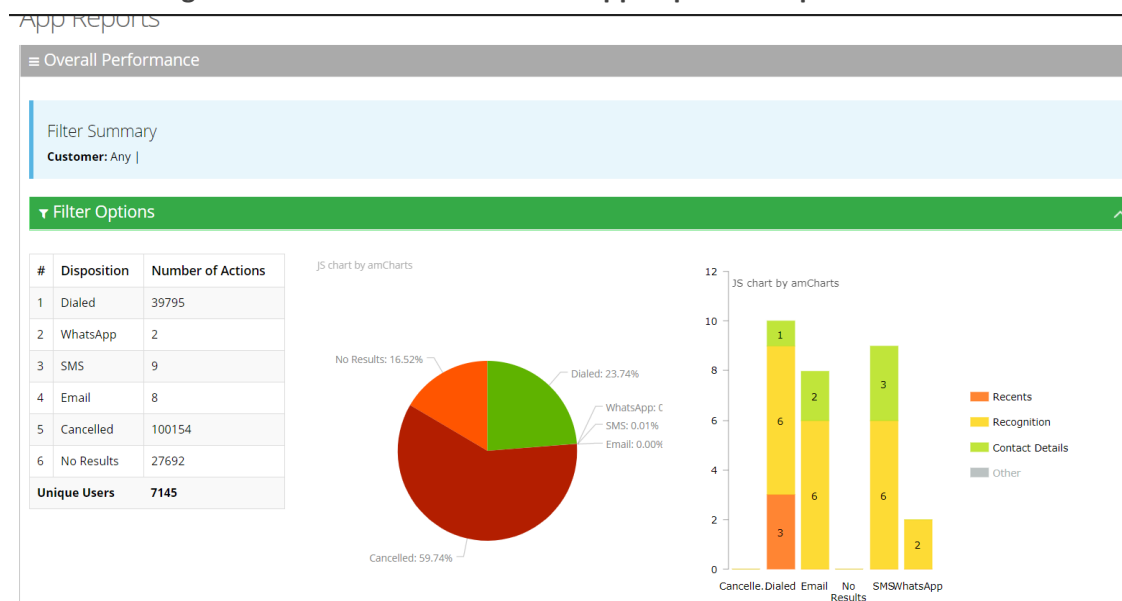 App Reports
Overall Performance
Filter Summary
Customer: Any |
Filter Options
# Disposition Number of Actions
1 Dialed 39795
2 WhatsApp 2
3 SMS 9
4 Email 8
5 Cancelled 100154
6 No Results 27692
Unique Users 7145
JS chart by amCharts
No Results: 16.52%
Dialed: 23.74%
WhatsApp: 0
SMS: 0.01%
Email: 0.00%
Cancelled: 59.74%
JS chart by amCharts
12
10
8
6
4
2
0
1
6
3
2
6
3
6
2
Cancelle. Dialed Email No Results SMS WhatsApp
Recents
Recognition
Contact Details
Other